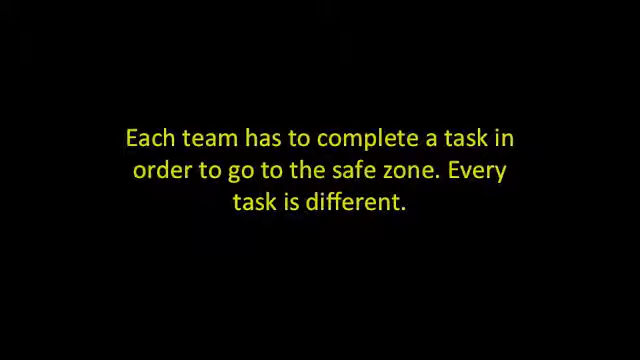 Each team has to complete a task in
order to go to the safe zone. Every
task is different.